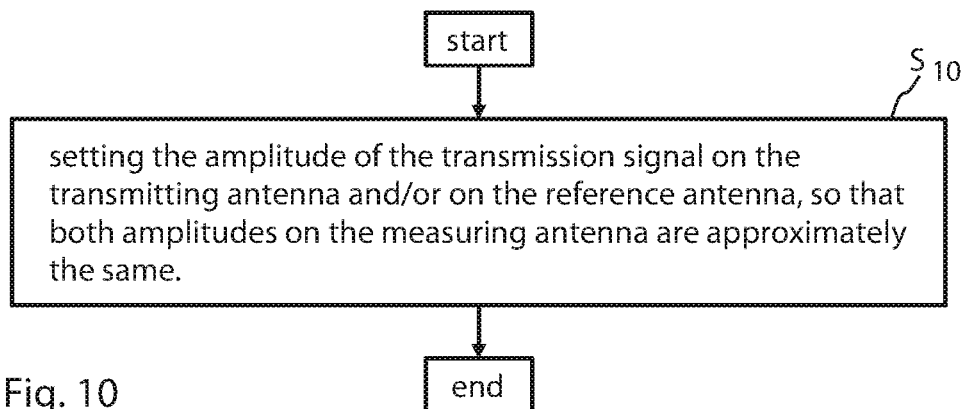 start
S 10
setting the amplitude of the transmission signal on the
transmitting antenna and/or on the reference antenna, so that
both amplitudes on the measuring antenna are approximately
the same.
Fig. 10
end